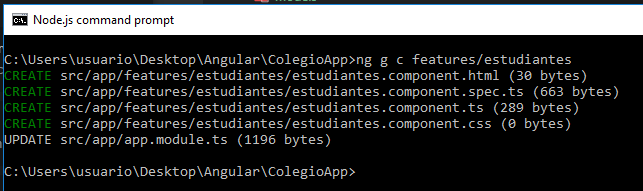 Node.js command prompt
C:\Users\usuario\Desktop\Angular\ColegioApp>ng g c features/estudiantes
CREATE src/app/features/estudiantes/estudiantes.component.html (30 bytes)
CREATE src/app/features/estudiantes/estudiantes.component.spec.ts (663 bytes)
CREATE src/app/features/estudiantes/estudiantes.component.ts (289 bytes)
CREATE src/app/features/estudiantes/estudiantes.component.css (0 bytes)
UPDATE src/app/app.module.ts (1196 bytes)
C:\Users\usuario\Desktop\Angular\ColegioApp>